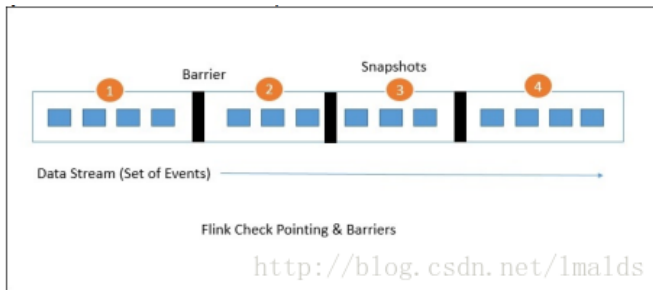 1
Barrier
2
Snapshots
3
4
Data Stream (Set of Events)
Flink Check Pointing & Barriers
http://blog.csdn.net/lmalds